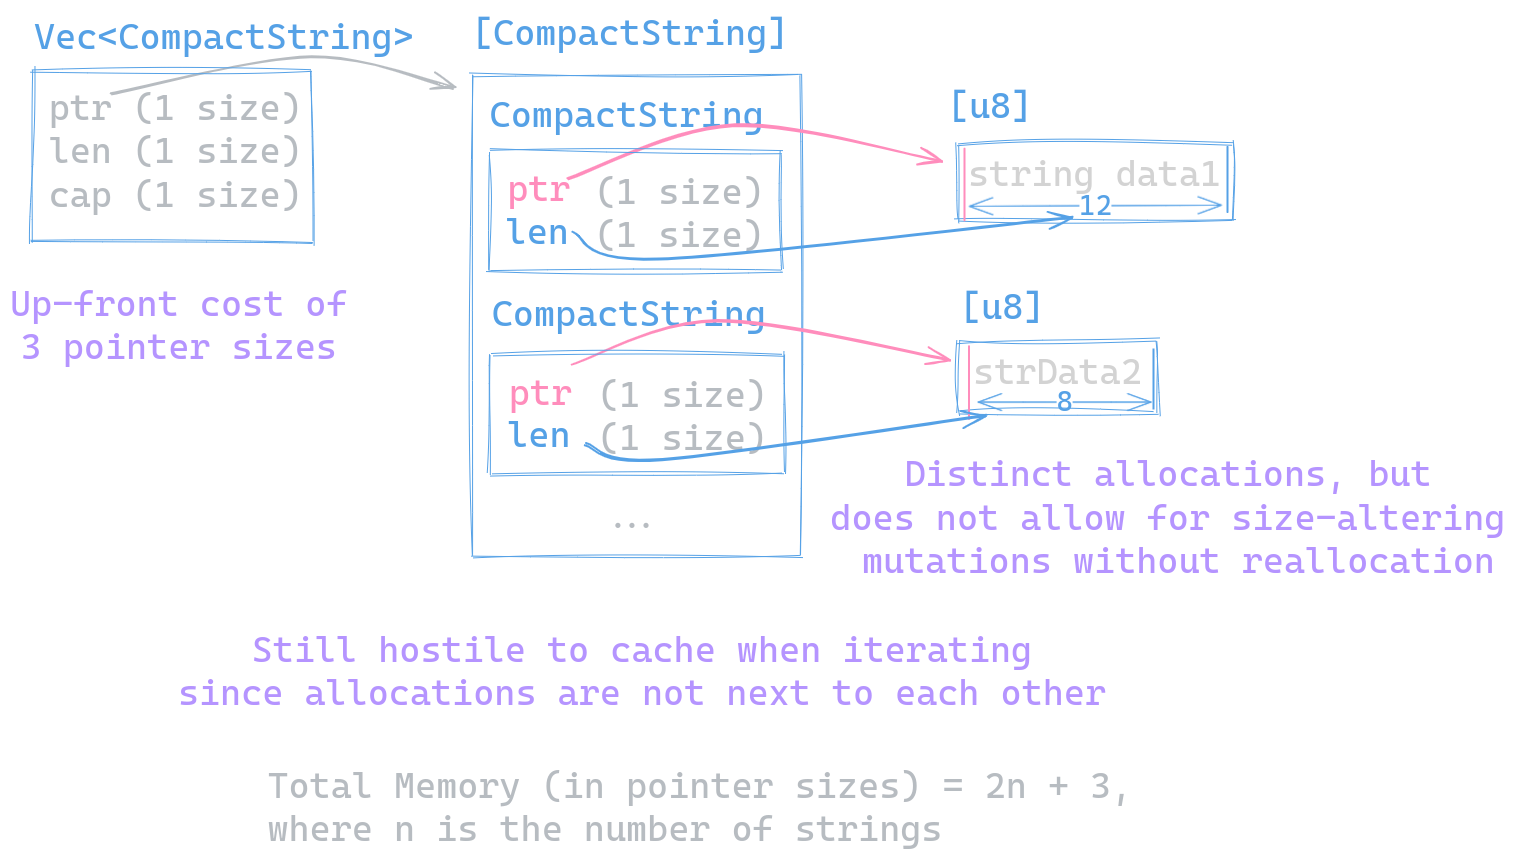 Vec<CompactString>
ptr (1 size)
len (1 size)
cap (1 size)
Up-front cost of
3 pointer sizes
[CompactString]
CompactString
ptr (1 size)
len (1 size)
CompactString
ptr (1 size)
len (1 size)
...
[u8]
string data1
12
[u8]
strData2
8
Distinct allocations, but
does not allow for size-altering
mutations without reallocation
Still hostile to cache when iterating
since allocations are not next to each other
Total Memory (in pointer sizes) = 2n + 3,
where n is the number of strings